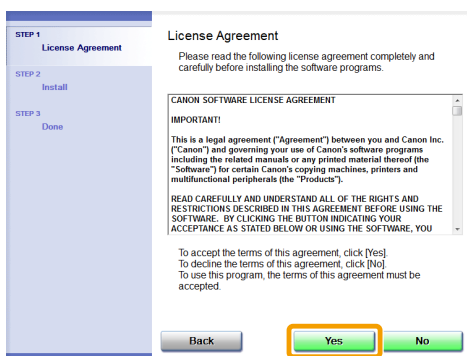 STEP 1
License Agreement
STEP 2
Install
STEP 3
Done
License Agreement
Please read the following license agreement completely and
carefully before installing the software programs.
CANON SOFTWARE LICENSE AGREEMENT
IMPORTANT!
This is a legal agreement ("Agreement") between you and Canon Inc.
("Canon") and governing your use of Canon's software programs
including the related manuals or any printed material thereof (the
"Software") for certain Canon's copying machines, printers and
multifunctional peripherals (the "Products").
READ CAREFULLY AND UNDERSTAND ALL OF THE RIGHTS AND
RESTRICTIONS DESCRIBED IN THIS AGREEMENT BEFORE USING THE
SOFTWARE. BY CLICKING THE BUTTON INDICATING YOUR
ACCEPTANCE AS STATED BELOW OR USING THE SOFTWARE, YOU
To accept the terms of this agreement, click [Yes].
To decline the terms of this agreement, click [No].
To use this program, the terms of this agreement must be
accepted.
Back Yes No